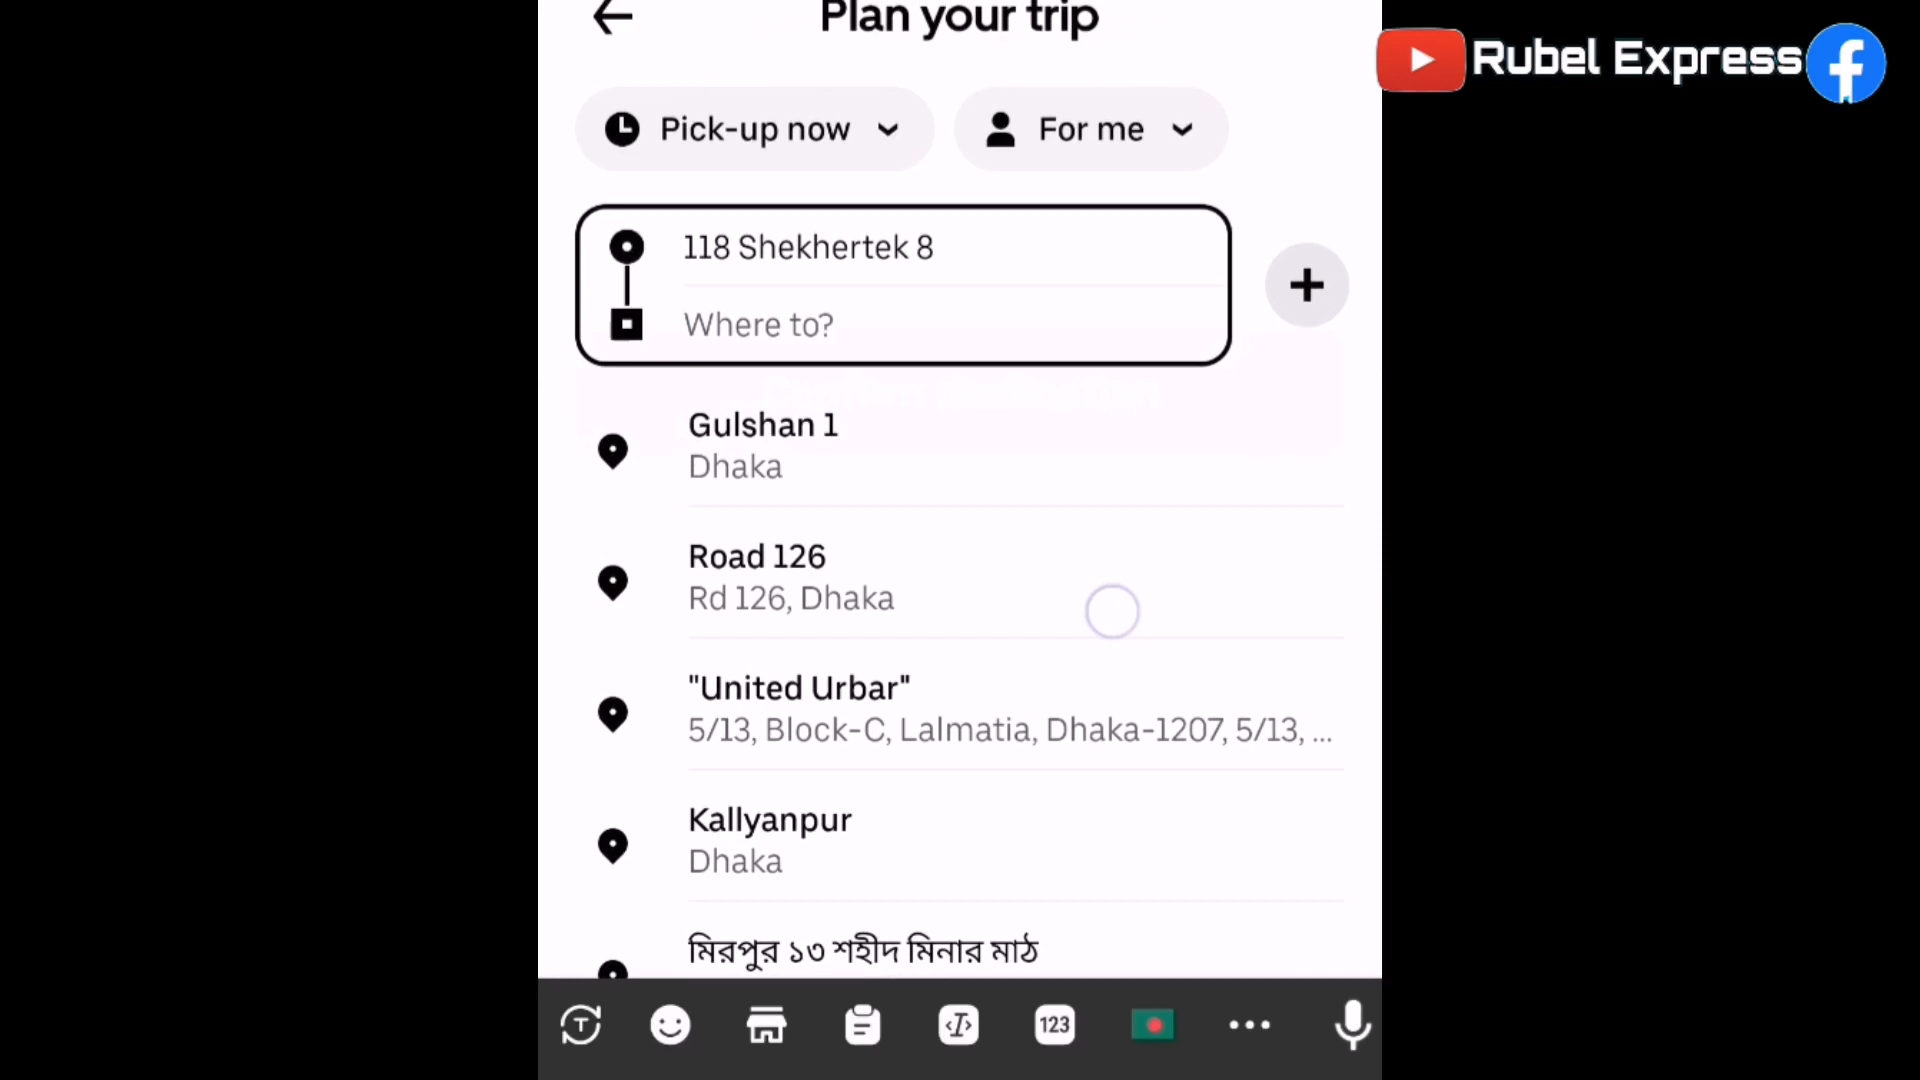 Plan your trip
Rubel Express
Pick-up now
For me
118 Shekhertek 8
Where to?
Gulshan 1
Dhaka
Road 126
Rd 126, Dhaka
"United Urbar"
5/13, Block-C, Lalmatia, Dhaka-1207, 5/13, ...
Kallyanpur
Dhaka
মিরপুর ১৩ শহীদ মিনার মাঠ
123